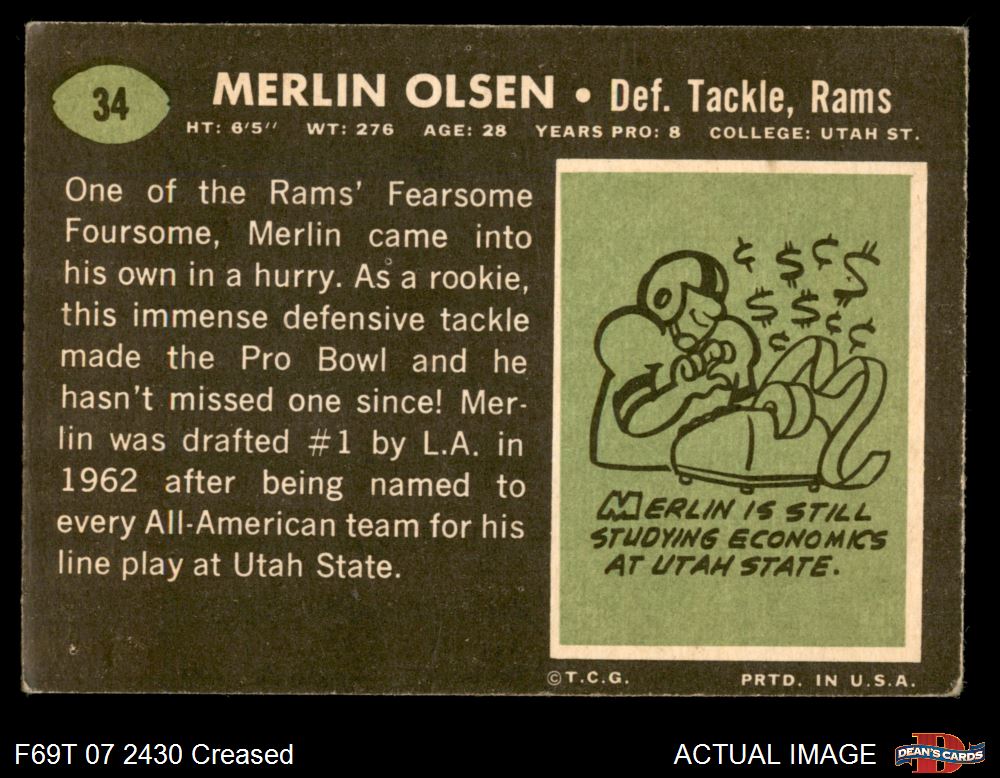 34
MERLIN OLSEN • Def. Tackle, Rams
HT: 6'5" WT: 276 AGE: 28 YEARS PRO: 8 COLLEGE: UTAH ST.
One of the Rams' Fearsome
Foursome, Merlin came into
his own in a hurry. As a rookie,
this immense defensive tackle
made the Pro Bowl and he
hasn't missed one since! Mer-
lin was drafted #1 by L.A. in
1962 after being named to
every All-American team for his
line play at Utah State.
¢ $ ¢ $
$ $ ¢ ¢
¢
MERLIN IS STILL
STUDYING ECONOMICS
AT UTAH STATE.
©T.C.G. PRTD. IN U.S.A.
F69T 07 2430 Creased
ACTUAL IMAGE
DEAN'S CARDS